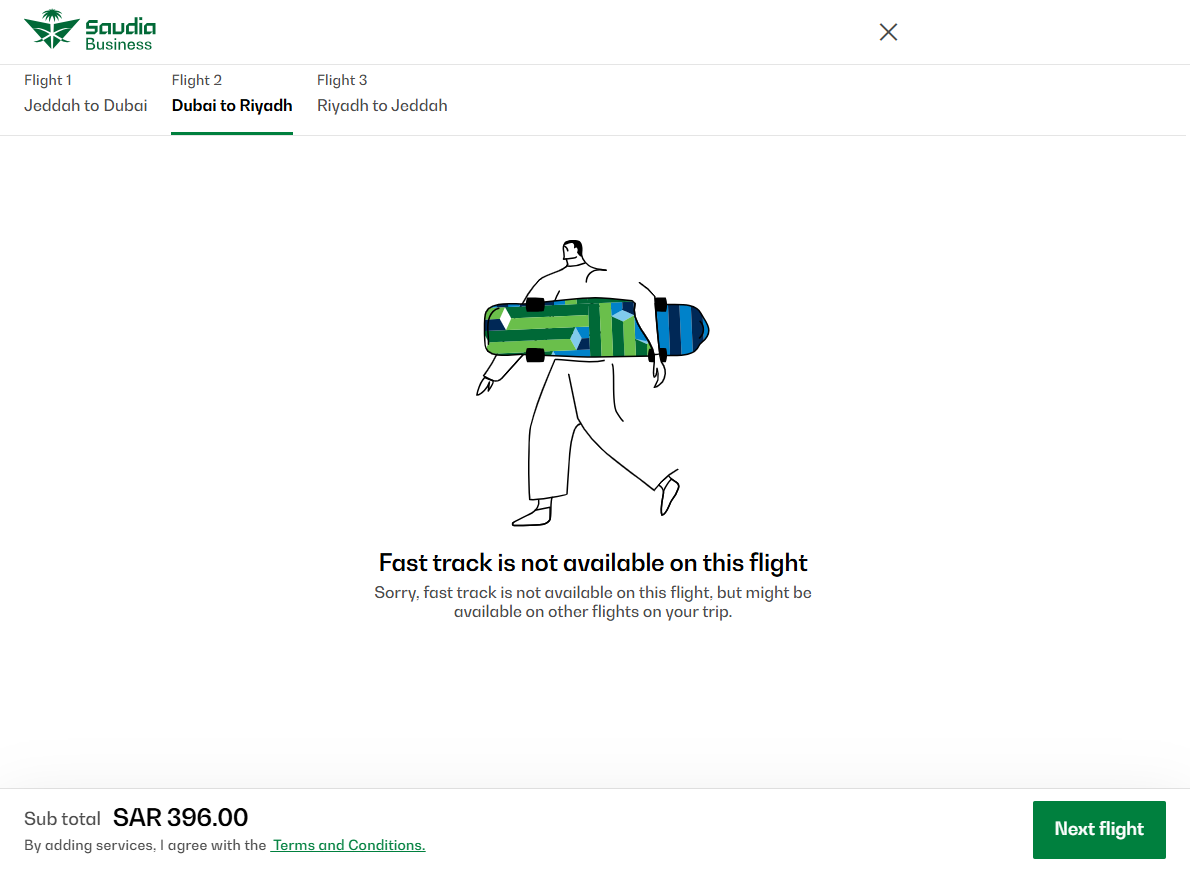 Saudia
Business
Flight 1
Jeddah to Dubai
Flight 2
Dubai to Riyadh
Flight 3
Riyadh to Jeddah
Fast track is not available on this flight
Sorry, fast track is not available on this flight, but might be
available on other flights on your trip.
Sub total SAR 396.00
By adding services, I agree with the Terms and Conditions.
Next flight